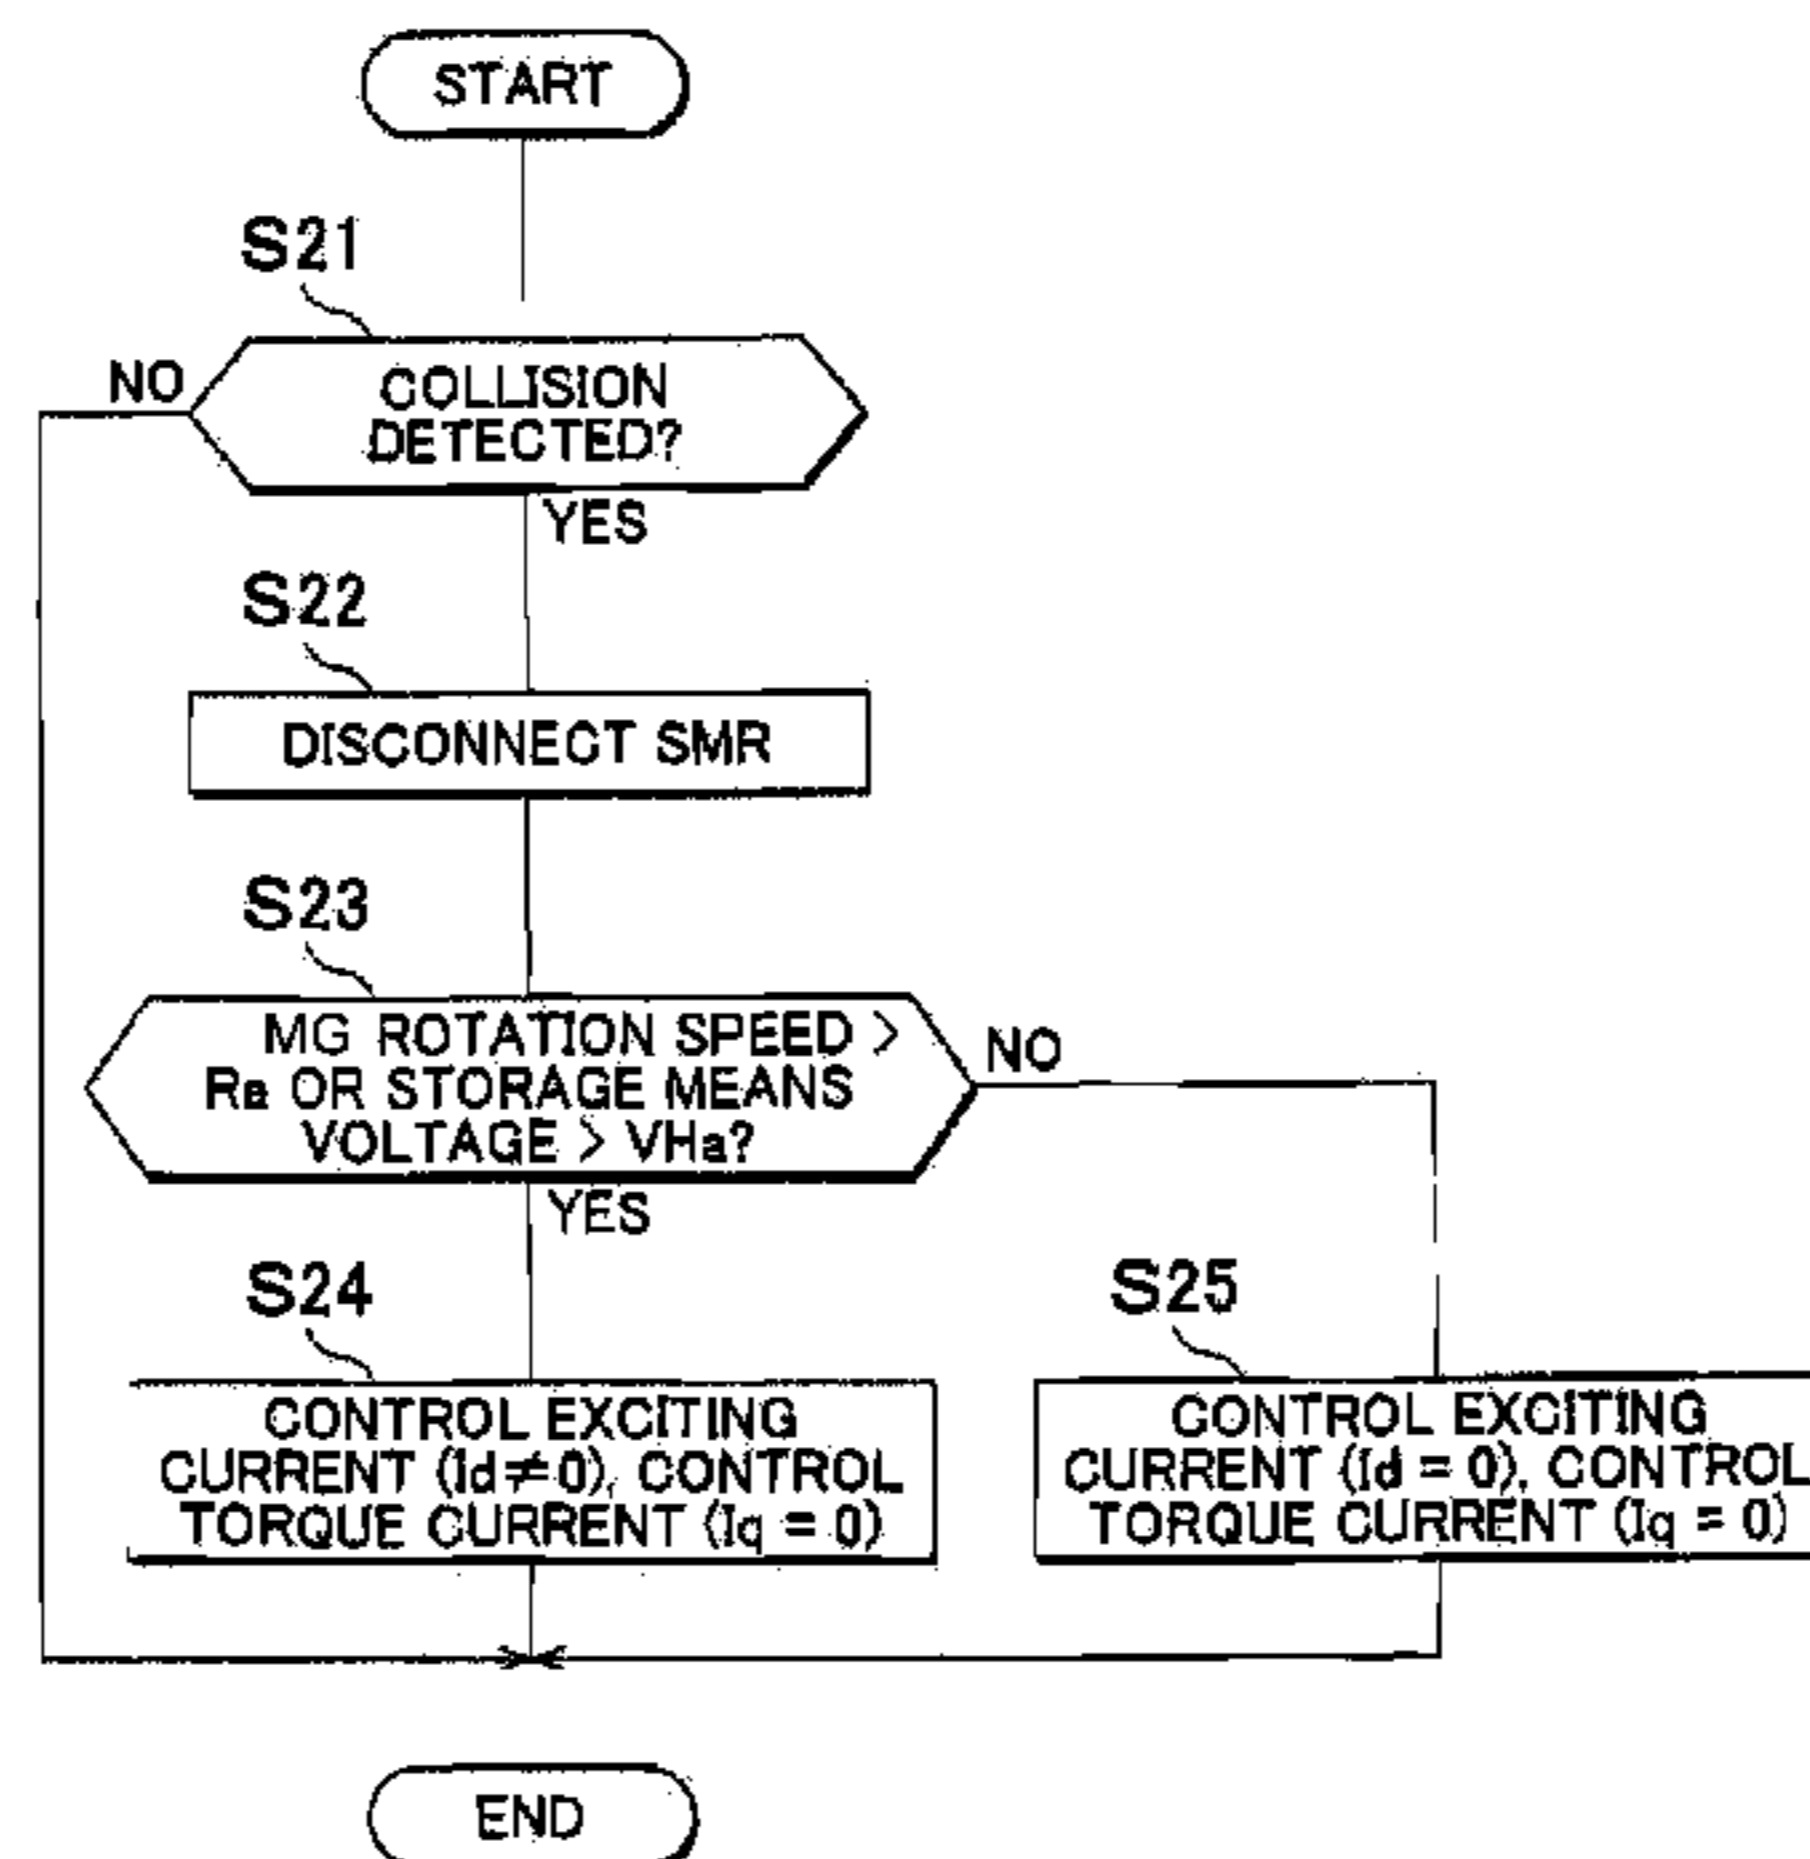 START
S21
NO
COLLISION
DETECTED?
YES
S22
DISCONNECT SMR
S23
MG ROTATION SPEED >
Ra OR STORAGE MEANS
VOLTAGE > VHa?
NO
YES
S24
CONTROL EXCITING
CURRENT (Id≠0), CONTROL
TORQUE CURRENT (Iq = 0)
S25
CONTROL EXCITING
CURRENT (Id = 0), CONTROL
TORQUE CURRENT (Iq = 0)
END